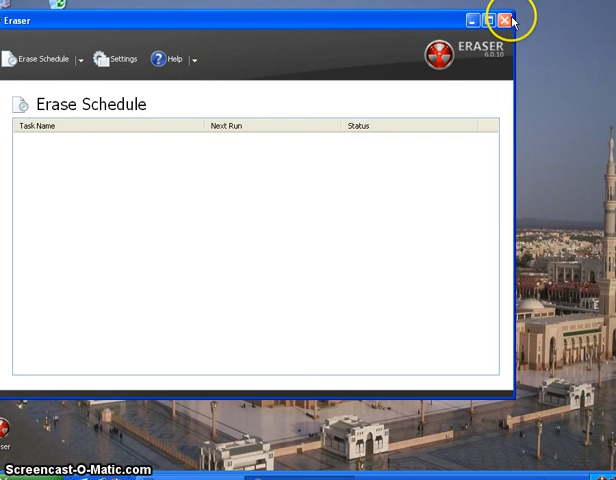 Eraser
Erase Schedule
Settings
Help
ERASER
6.0.10
Erase Schedule
Task Name
Next Run
Status
ser
Screencast-O-Matic.com